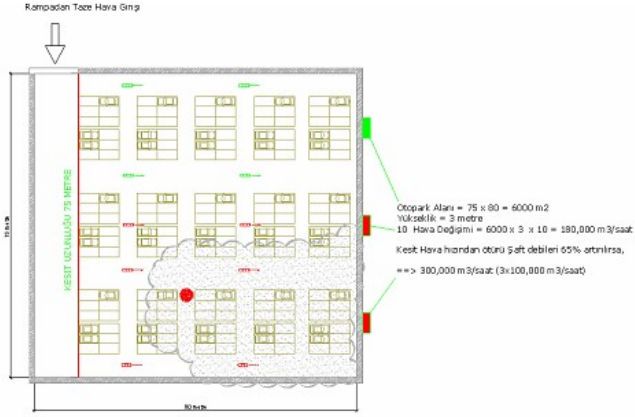 Rampadan Taze Hava Girişi
KESİT UZUNLUĞU 75 METRE
Otopark Alanı = 75 x 80 = 6000 m2
Yükseklik = 3 metre
10 Hava Değişimi = 6000 x 3 x 10 = 180,000 m3/saat
Kesit Hava hızından ötürü Şaft debileri 65% artırılırsa,
==> 300,000 m3/saat (3x100,000 m3/saat)